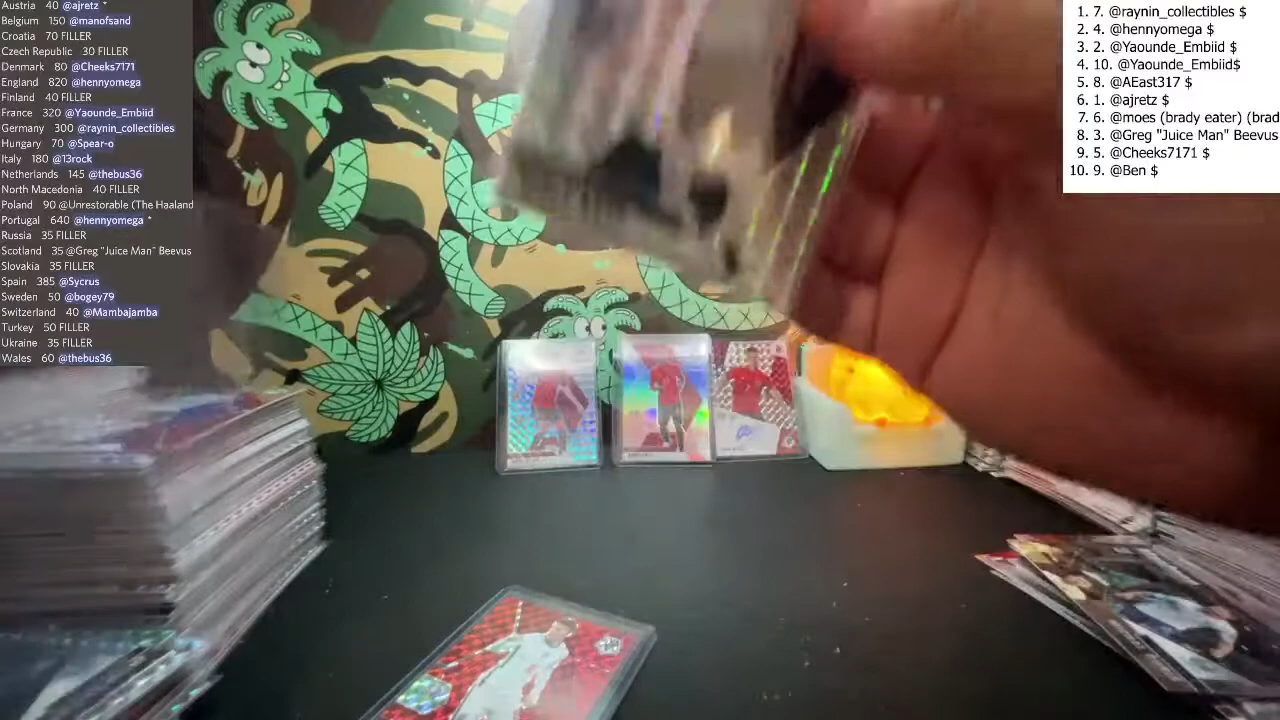 Austria 40 @ajretz *
Belgium 150 @manofsand
Croatia 70 FILLER
Czech Republic 30 FILLER
Denmark 80 @Cheeks7171
England 820 @hennyomega
Finland 40 FILLER
France 320 @Yaounde_Embiid
Germany 300 @raynin_collectibles
Hungary 70 @Spear-o
Italy 180 @13rock
Netherlands 145 @thebus36
North Macedonia 40 FILLER
Poland 90 @Unrestorable (The Haaland
Portugal 640 @hennyomega *
Russia 35 FILLER
Scotland 35 @Greg "Juice Man" Beevus
Slovakia 35 FILLER
Spain 385 @Sycrus
Sweden 50 @bogey79
Switzerland 40 @Mambajamba
Turkey 50 FILLER
Ukraine 35 FILLER
Wales 60 @thebus36
1. 7. @raynin_collectibles $
2. 4. @hennyomega $
3. 2. @Yaounde_Embiid $
4. 10. @Yaounde_Embiid$
5. 8. @AEast317 $
6. 1. @ajretz $
7. 6. @moes (brady eater) (brad
8. 3. @Greg "Juice Man" Beevus
9. 5. @Cheeks7171 $
10. 9. @Ben $